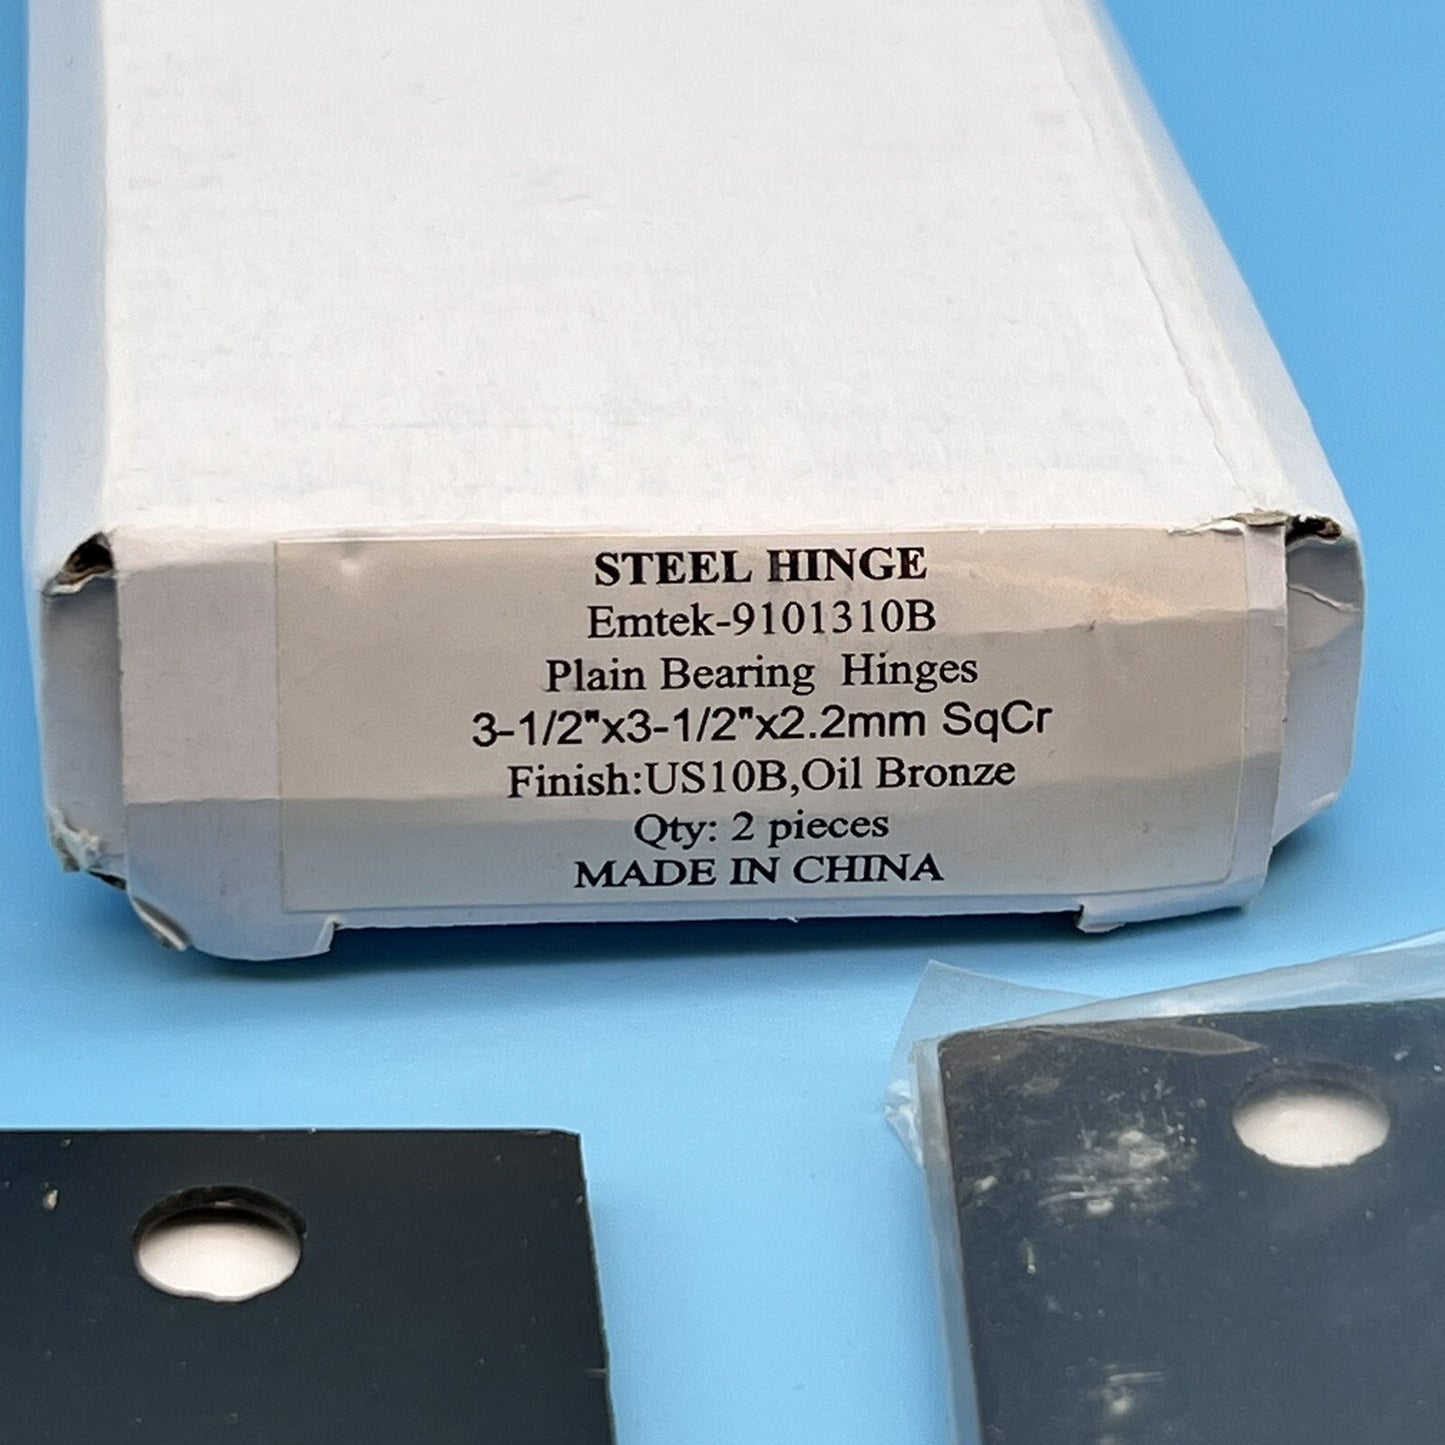 STEEL HINGE
Emtek-9101310B
Plain Bearing Hinges
3-1/2"x3-1/2"x2.2mm SqCr
Finish:US10B,Oil Bronze
Qty: 2 pieces
MADE IN CHINA